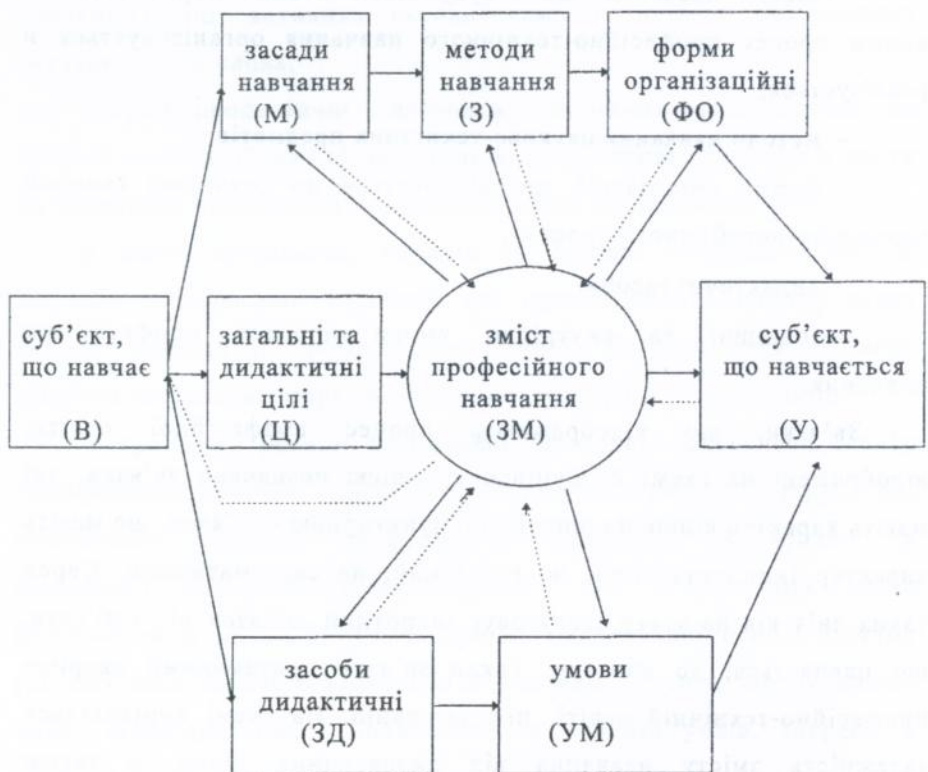 засади
навчання
(М)
методи
навчання
(З)
форми
організаційні
(ФО)
суб’єкт,
що навчає
(В)
загальні та
дидактичні
цілі
(Ц)
зміст
професійного
навчання
(ЗМ)
суб’єкт,
що навчається
(У)
засоби
дидактичні
(ЗД)
умови
(УМ)